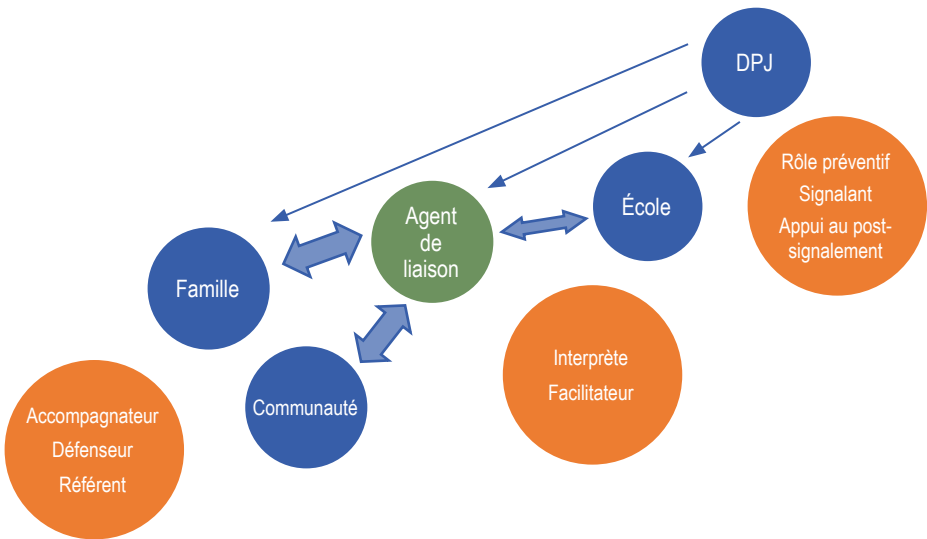 DPJ
Rôle préventif
Signalant
Appui au post-
signalement
École
Agent
de
liaison
Famille
Interprète
Facilitateur
Communauté
Accompagnateur
Défenseur
Référent